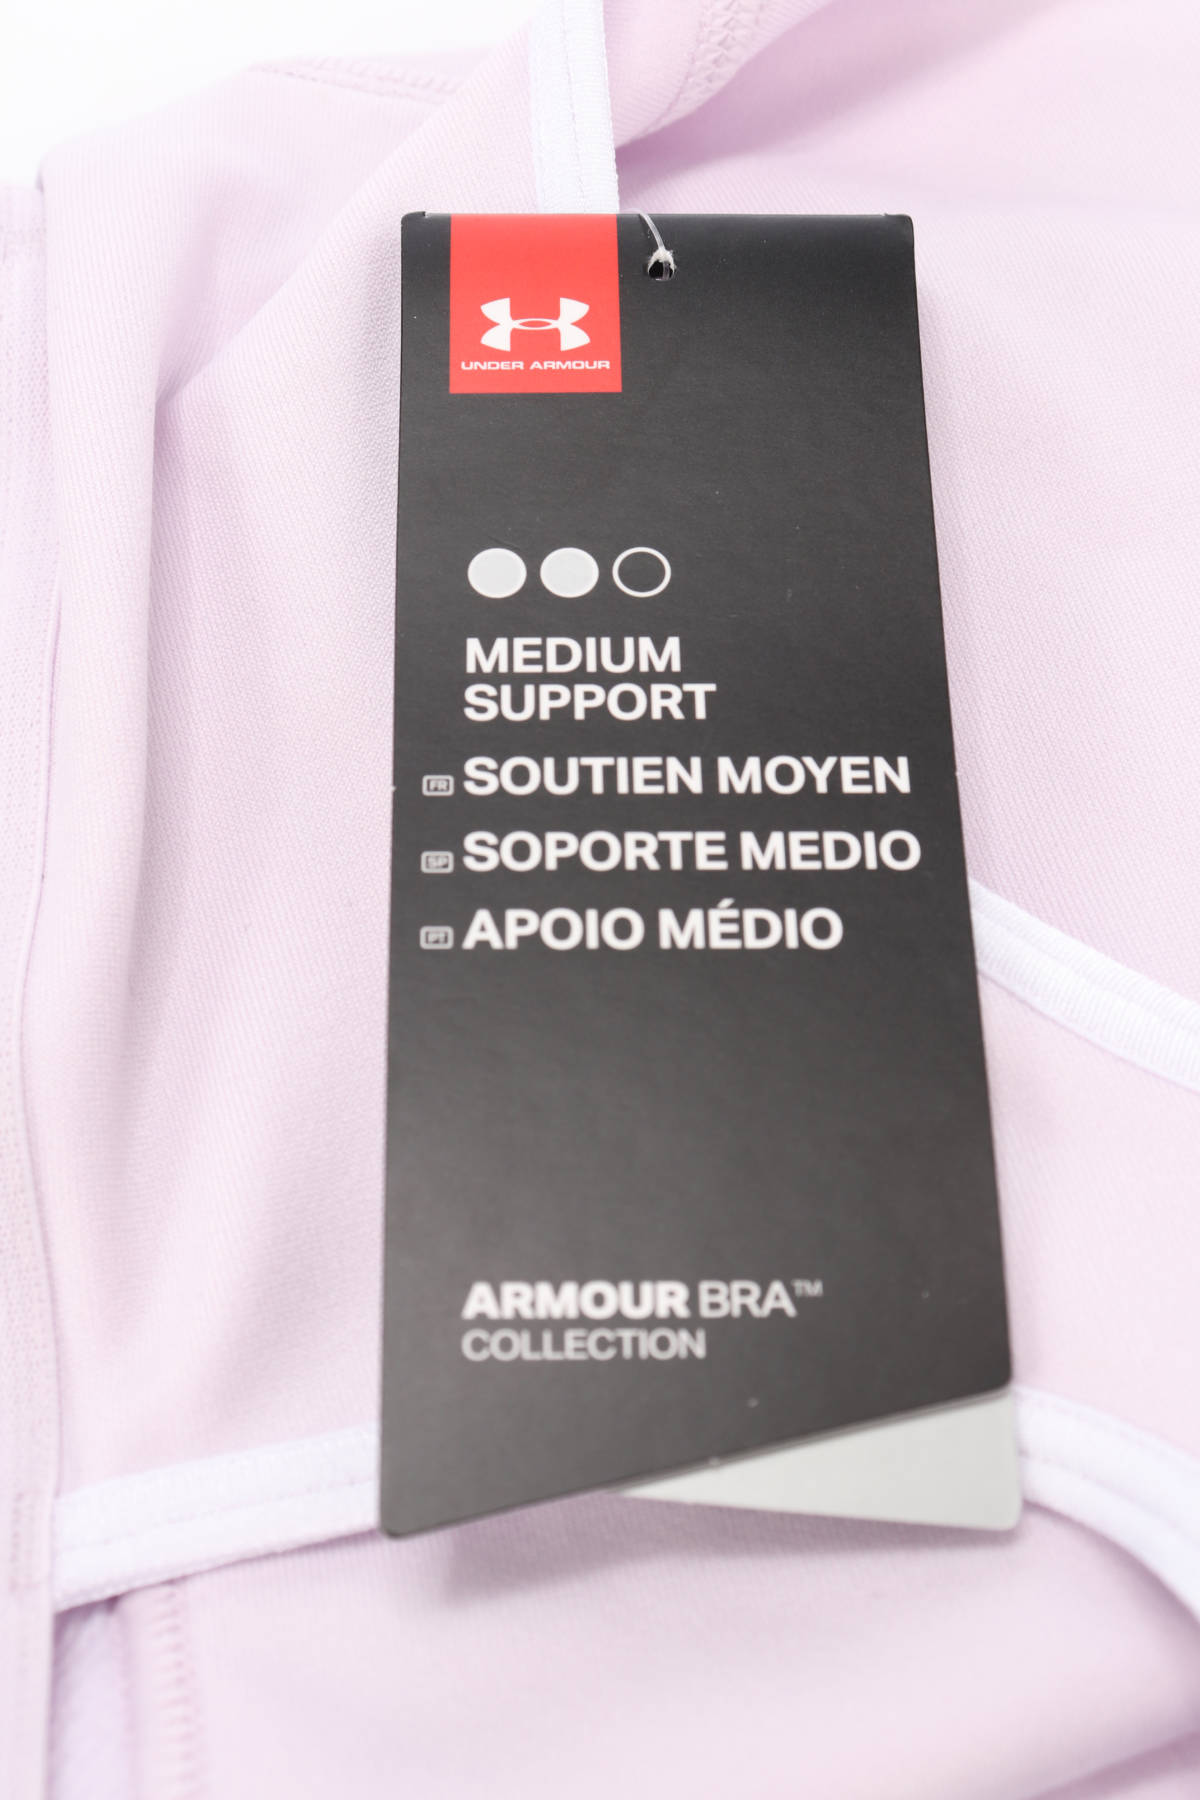 UNDER ARMOUR
MEDIUM
SUPPORT
FR SOUTIEN MOYEN
SP SOPORTE MEDIO
PT APOIO MÉDIO
ARMOUR BRA™
COLLECTION